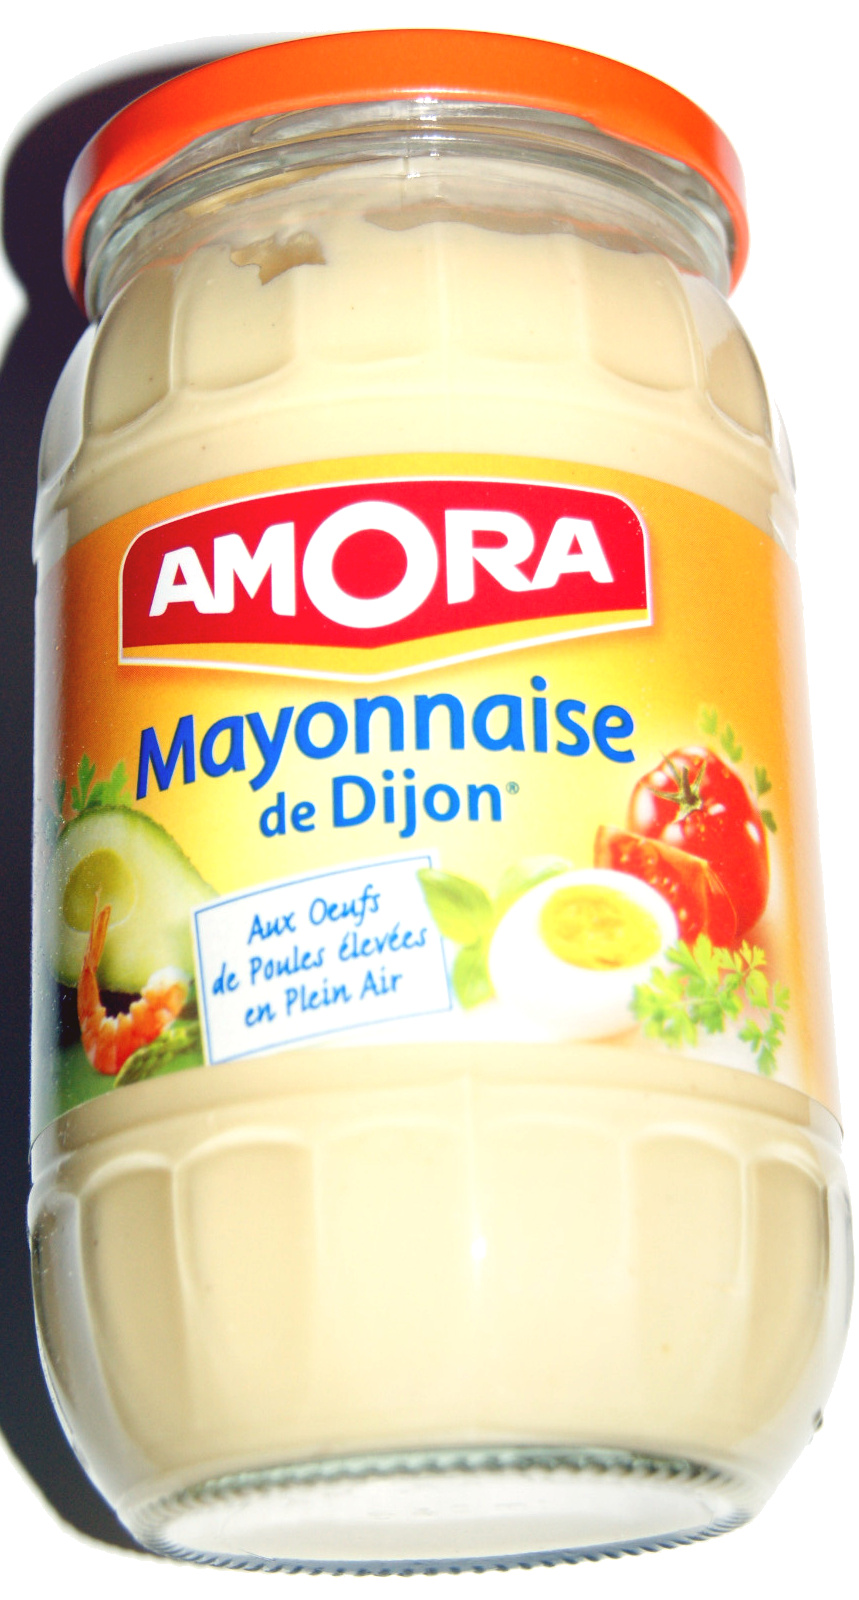 AMORA
Mayonnaise
de Dijon®
Aux Oeufs
de Poules élevées
en Plein Air